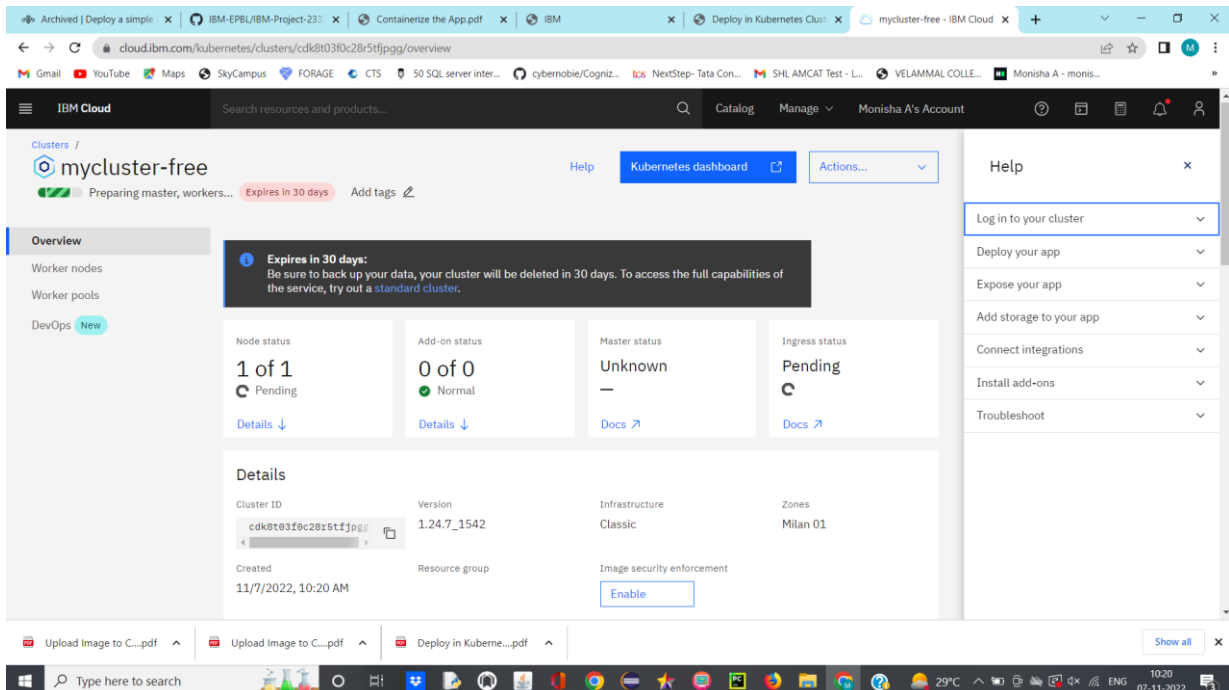 Archived | Deploy a simple
IBM-EPBL/IBM-Project-233
Containerize the App.pdf
IBM
Deploy in Kubernetes Clust
mycluster-free - IBM Cloud
cloud.ibm.com/kubernetes/clusters/cdk8t03f0c28r5tfjpgg/overview
M
Gmail
YouTube
Maps
SkyCampus
FORAGE
CTS
50 SQL server inter...
cybernobie/Cogniz...
tcs NextStep- Tata Con...
SHL AMCAT Test - L...
VELAMMAL COLLE...
Monisha A - monis...
»
IBM Cloud
Search resources and products...
Catalog
Manage
Monisha A's Account
Clusters /
mycluster-free
Preparing master, workers...
Expires in 30 days
Add tags
Help
Kubernetes dashboard
Actions...
Overview
Worker nodes
Worker pools
DevOps New
Expires in 30 days:
Be sure to back up your data, your cluster will be deleted in 30 days. To access the full capabilities of
the service, try out a standard cluster.
Node status
1 of 1
Pending
Details ↓
Add-on status
0 of 0
Normal
Details ↓
Master status
Unknown
—
Docs ↗
Ingress status
Pending
Docs ↗
Details
Cluster ID
cdk8t03f0c28r5tfjpgg
Version
1.24.7_1542
Infrastructure
Classic
Zones
Milan 01
Created
11/7/2022, 10:20 AM
Resource group
Image security enforcement
Enable
Help
Log in to your cluster
Deploy your app
Expose your app
Add storage to your app
Connect integrations
Install add-ons
Troubleshoot
Upload Image to C....pdf
Upload Image to C....pdf
Deploy in Kuberne....pdf
Show all
Type here to search
29°C
ENG
10:20
07-11-2022